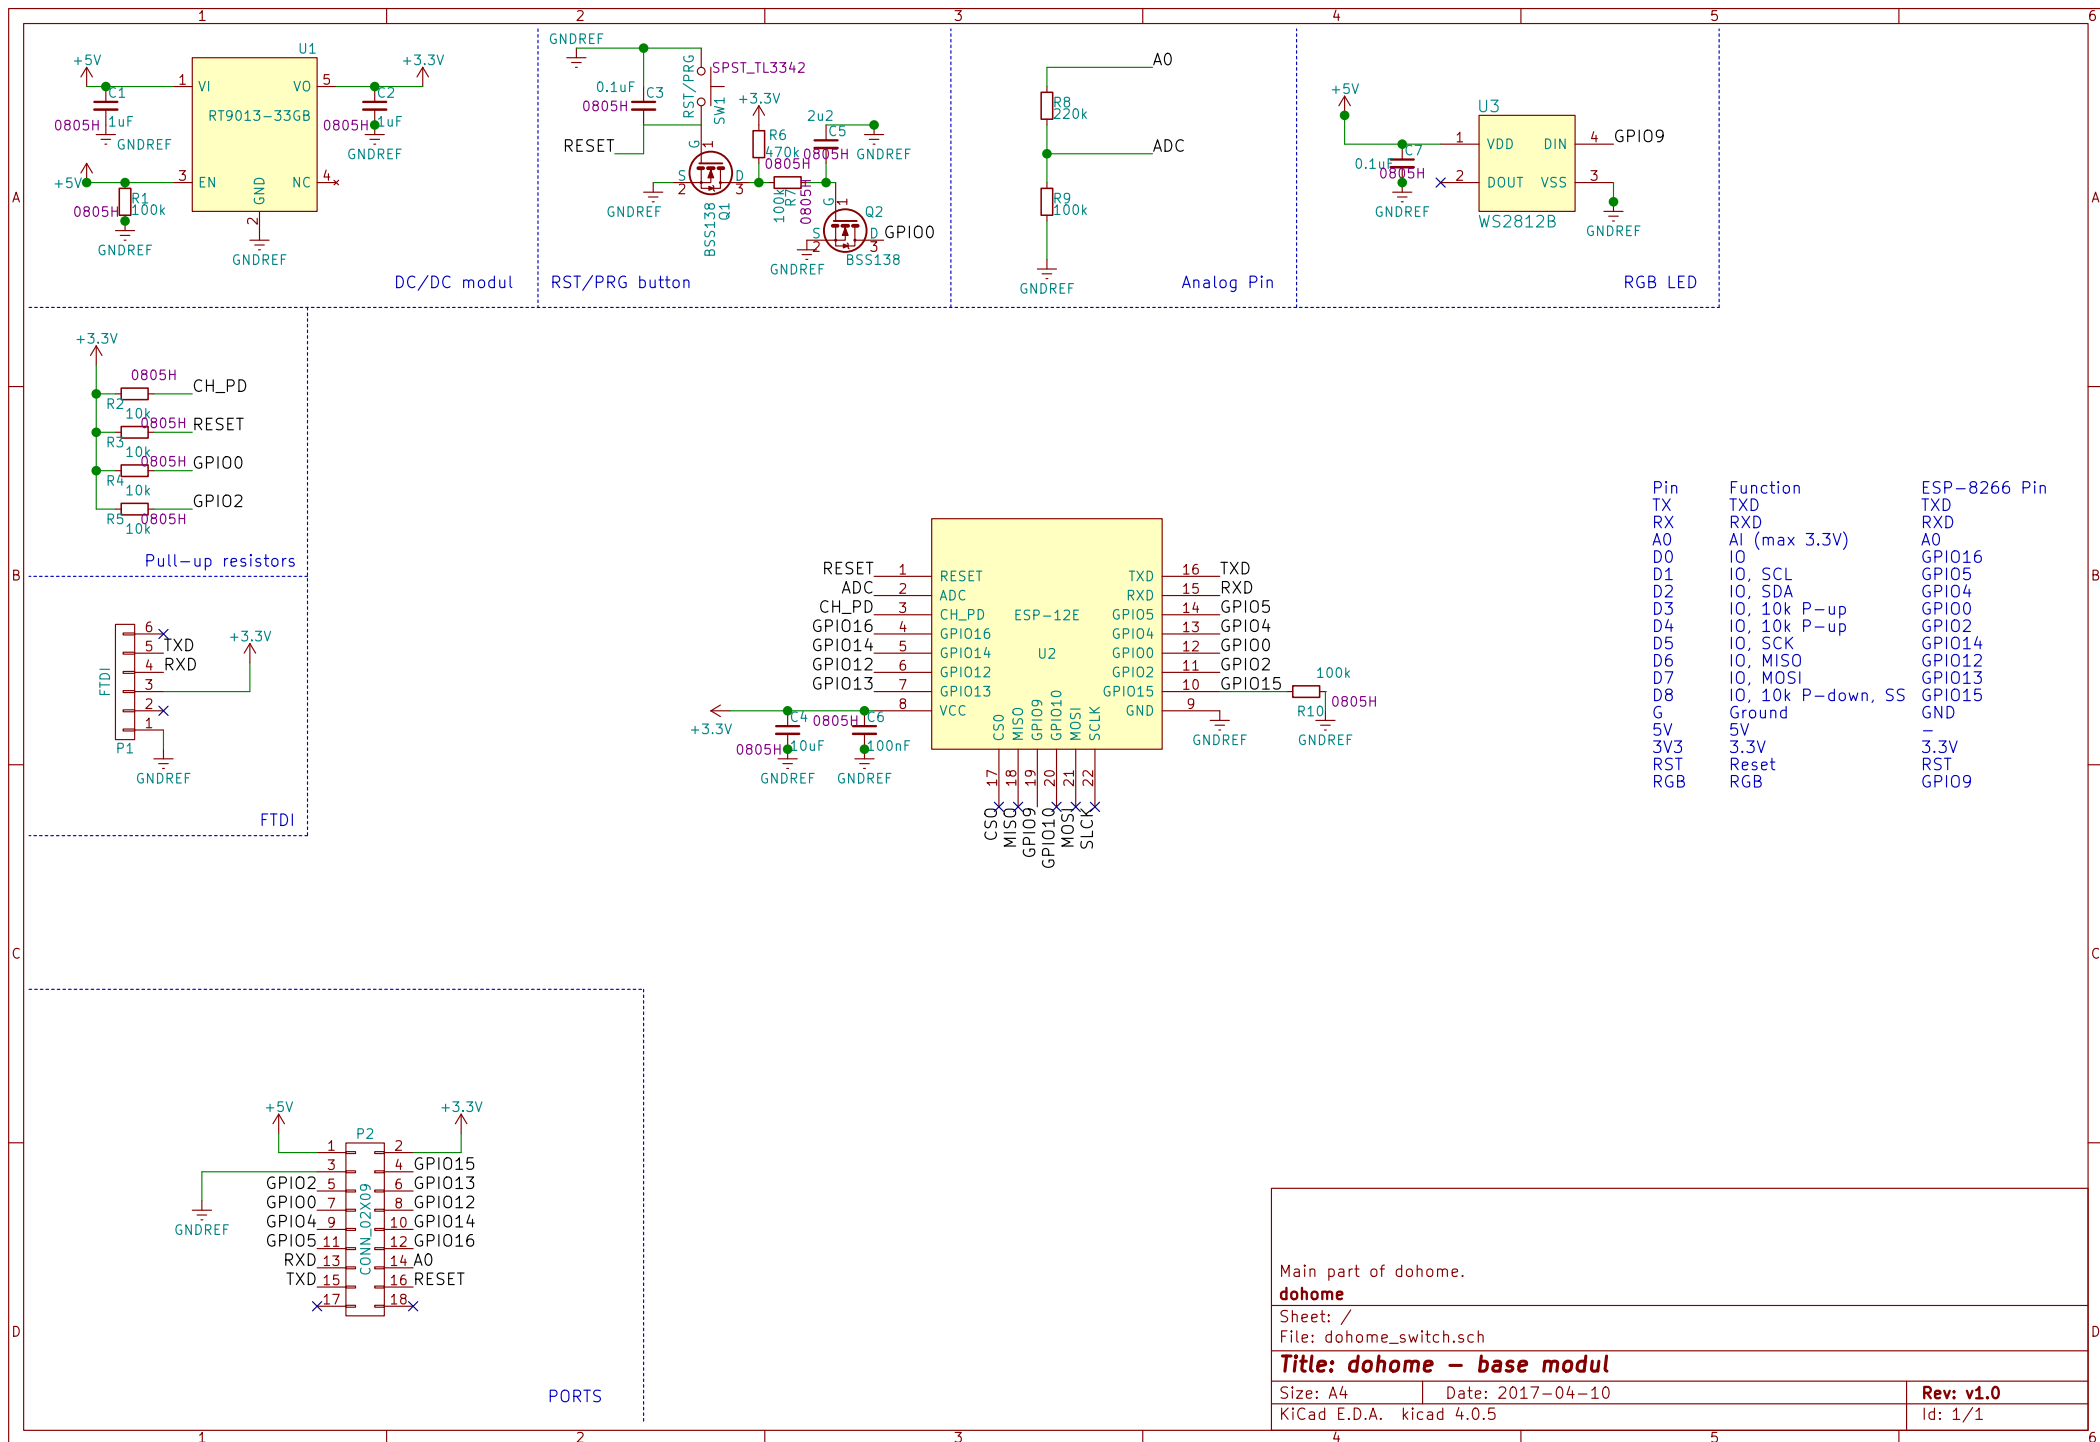 1 2 3 4 5 6
A
B
C
D
A
B
C
D
+5V
C1
1uF
0805H
GNDREF
U1
1 VI
VO 5
RT9013-33GB
3 EN
NC 4
GND
2
GNDREF
+3.3V
C2
1uF
0805H
GNDREF
+5V
R1
100k
0805H
GNDREF
DC/DC modul
GNDREF
0.1uF
C3
0805H
RESET
RST/PRG
SPST_TL3342
SW1
+3.3V
R6
470k
0805H
2u2
C5
0805H
GNDREF
G
1
S
2
D
3
GNDREF
BSS138
Q1
100k
R7
0805H
G
1
Q2
S
2
D
3
GPIO0
GNDREF
BSS138
RST/PRG button
A0
R8
220k
ADC
R9
100k
GNDREF
Analog Pin
+5V
0.1uF
C7
0805H
GNDREF
U3
1 VDD
DIN 4
GPIO9
2 DOUT
VSS 3
WS2812B
GNDREF
RGB LED
+3.3V
0805H
CH_PD
R2
10k
0805H
RESET
R3
10k
0805H
GPIO0
R4
10k
GPIO2
R5
0805H
10k
Pull-up resistors
FTDI
6
5 TXD
4 RXD
3
2
1
+3.3V
P1
GNDREF
FTDI
RESET 1 RESET
ADC 2 ADC
CH_PD 3 CH_PD
GPIO16 4 GPIO16
GPIO14 5 GPIO14
GPIO12 6 GPIO12
GPIO13 7 GPIO13
8 VCC
ESP-12E
U2
TXD 16 TXD
RXD 15 RXD
GPIO5 14 GPIO5
GPIO4 13 GPIO4
GPIO0 12 GPIO0
GPIO2 11 GPIO2
GPIO15 10 GPIO15
GND 9
GNDREF
100k
R10
0805H
GNDREF
+3.3V
C4
10uF
0805H
GNDREF
0805H
C6
100nF
GNDREF
CS0 17 CSO
MISO 18 MISO
GPIO9 19 GPIO9
GPIO10 20 GPIO10
MOSI 21 MOSI
SCLK 22 SLCK
Pin Function ESP-8266 Pin
TX TXD TXD
RX RXD RXD
A0 AI (max 3.3V) A0
D0 IO GPIO16
D1 IO, SCL GPIO5
D2 IO, SDA GPIO4
D3 IO, 10k P-up GPIO0
D4 IO, 10k P-up GPIO2
D5 IO, SCK GPIO14
D6 IO, MISO GPIO12
D7 IO, MOSI GPIO13
D8 IO, 10k P-down, SS GPIO15
G Ground GND
5V 5V -
3V3 3.3V 3.3V
RST Reset RST
RGB RGB GPIO9
+5V
+3.3V
P2
CONN_02X09
1 2
3 4 GPIO15
GPIO2 5 6 GPIO13
GPIO0 7 8 GPIO12
GPIO4 9 10 GPIO14
GPIO5 11 12 GPIO16
RXD 13 14 A0
TXD 15 16 RESET
17 18
GNDREF
PORTS
Main part of dohome.
dohome
Sheet: /
File: dohome_switch.sch
Title: dohome - base modul
Size: A4 Date: 2017-04-10 Rev: v1.0
KiCad E.D.A. kicad 4.0.5 Id: 1/1
1 2 3 4 5 6